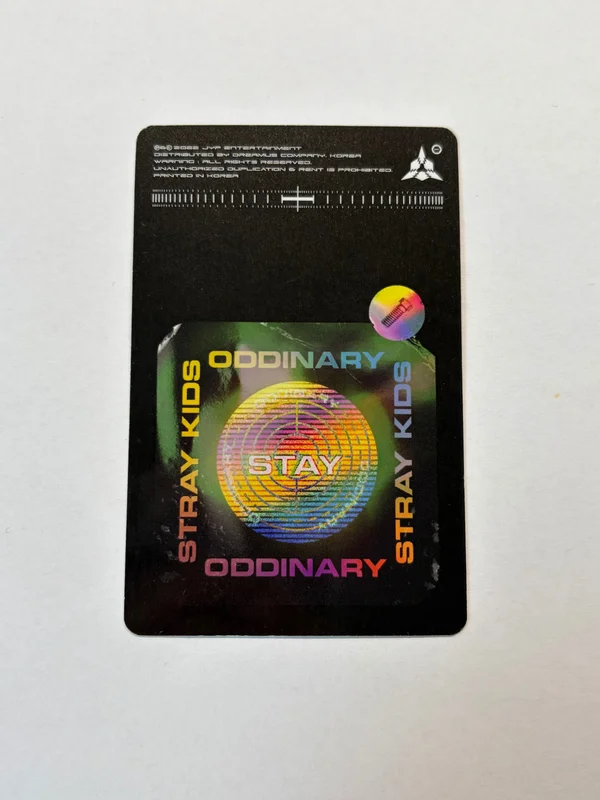 ℗&© 2022 JYP ENTERTAINMENT
DISTRIBUTED BY DREAMUS COMPANY. KOREA
WARNING : ALL RIGHTS RESERVED.
UNAUTHORIZED DUPLICATION & RENT IS PROHIBITED.
PRINTED IN KOREA
ODDINARY
STRAY KIDS
STAY
STRAY KIDS
ODDINARY